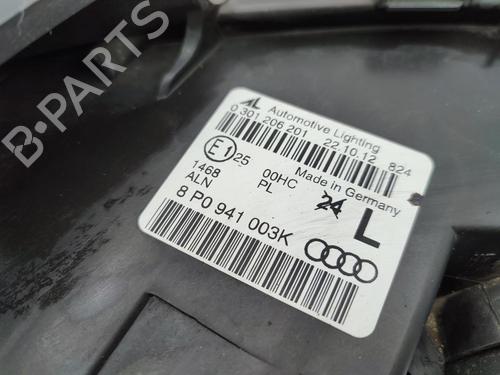 B-PARTS
AL Automotive Lighting
0 301 206 201 22.10.12 824
E1 25 00HC Made in Germany
1468 PL 24 L
ALN
8 P0 941 003K